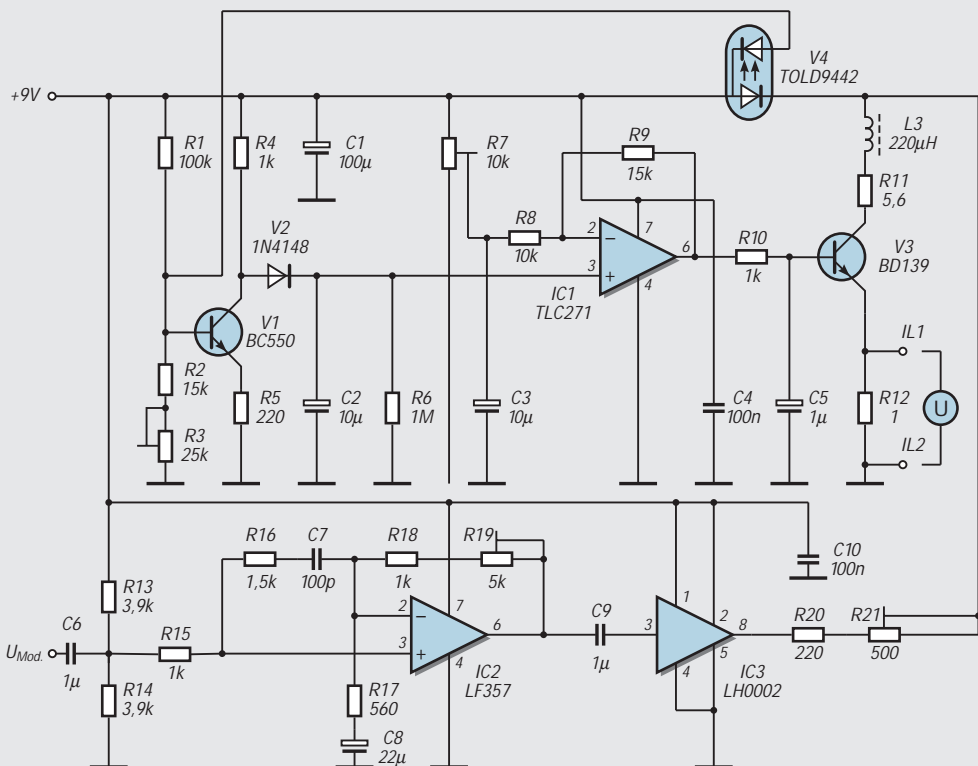 V4
TOLD9442
+9V
R1
100k
R4
1k
C1
100µ
R7
10k
R9
15k
L3
220µH
R11
5,6
V2
1N4148
R8
10k
2
−
3
+
7
6
4
IC1
TLC271
R10
1k
V3
BD139
V1
BC550
R2
15k
R3
25k
R5
220
C2
10µ
R6
1M
C3
10µ
C4
100n
C5
1µ
R12
1
IL1
U
IL2
R16
1,5k
C7
100p
R18
1k
R19
5k
C10
100n
R13
3,9k
C6
1µ
U Mod.
R15
1k
R14
3,9k
2
−
3
+
7
6
4
IC2
LF357
R17
560
C8
22µ
C9
1µ
3
1
2
8
5
4
IC3
LH0002
R20
220
R21
500